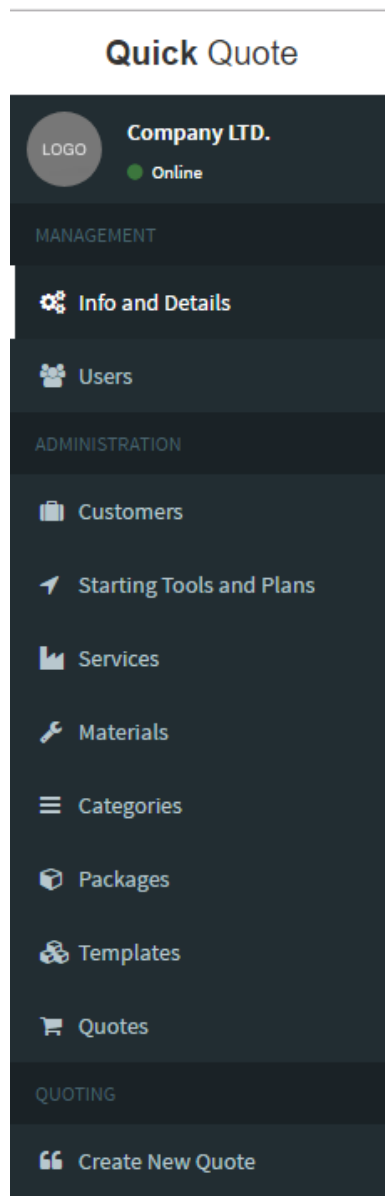 Quick Quote
LOGO
Company LTD.
Online
MANAGEMENT
Info and Details
Users
ADMINISTRATION
Customers
Starting Tools and Plans
Services
Materials
Categories
Packages
Templates
Quotes
QUOTING
Create New Quote